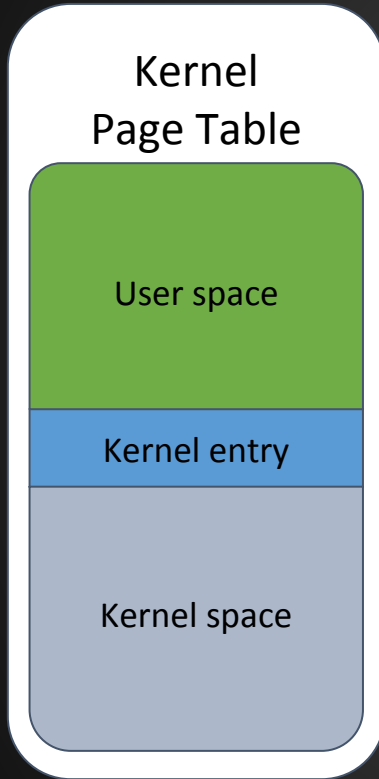 Kernel
Page Table
User space
Kernel entry
Kernel space